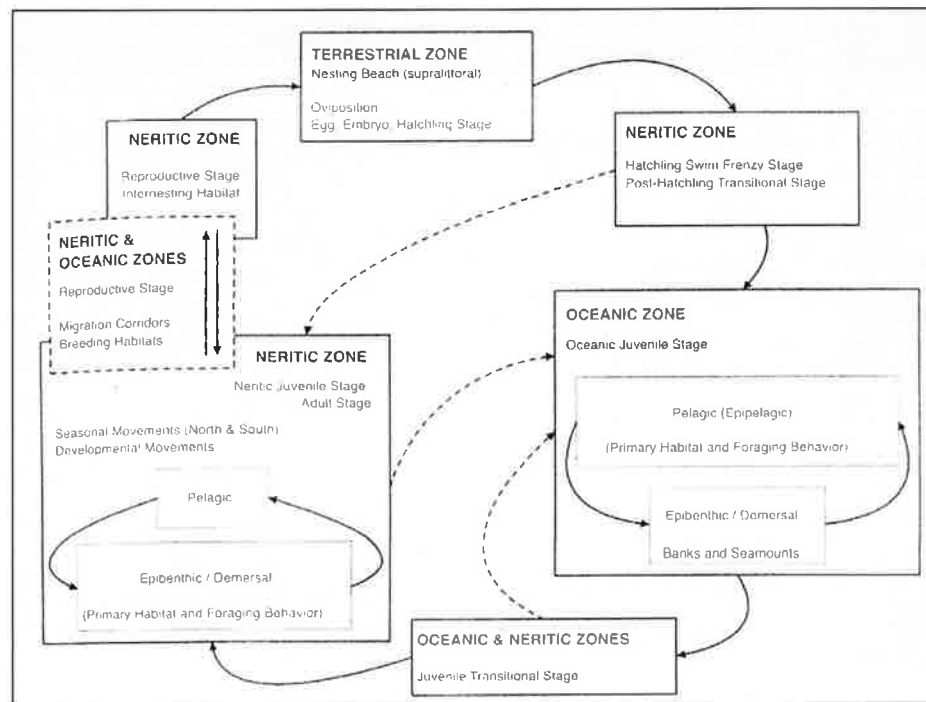 TERRESTRIAL ZONE
Nesting Beach (supralittoral)
Oviposition
Egg, Embryo, Hatchling Stage
NERITIC ZONE
Hatchling Swim Frenzy Stage
Post-Hatchling Transitional Stage
OCEANIC ZONE
Oceanic Juvenile Stage
Pelagic (Epipelagic)
(Primary Habitat and Foraging Behavior)
Epibenthic / Demersal
Banks and Seamounts
OCEANIC & NERITIC ZONES
Juvenile Transitional Stage
NERITIC ZONE
Neritic Juvenile Stage
Adult Stage
Seasonal Movements (North & South)
Developmental Movements
Pelagic
Epibenthic / Demersal
(Primary Habitat and Foraging Behavior)
NERITIC &
OCEANIC ZONES
Reproductive Stage
Migration Corridors
Breeding Habitats
NERITIC ZONE
Reproductive Stage
Internesting Habitat